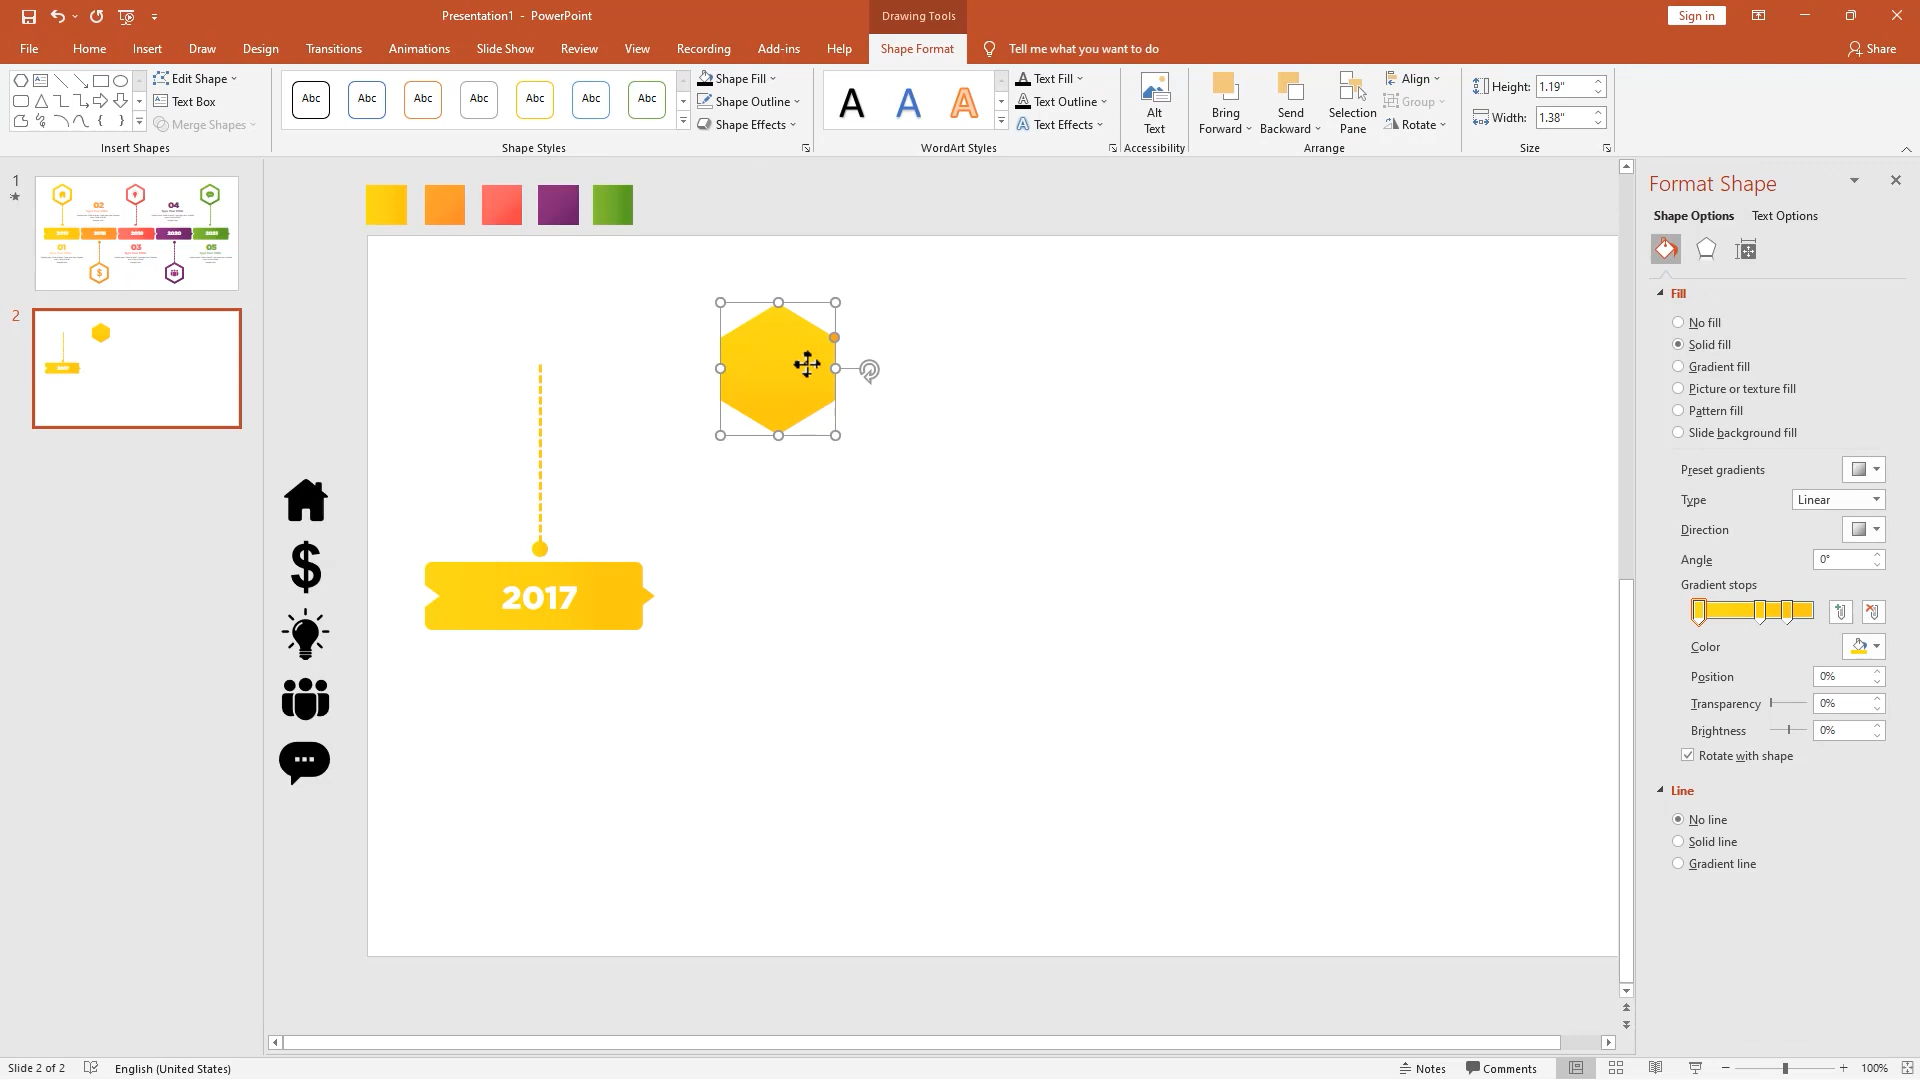 Presentation1 - PowerPoint
Drawing Tools
Sign in
File
Home
Insert
Draw
Design
Transitions
Animations
Slide Show
Review
View
Recording
Add-ins
Help
Shape Format
Tell me what you want to do
Share
Edit Shape
Text Box
Merge Shapes
Insert Shapes
Abc
Abc
Abc
Abc
Abc
Abc
Abc
Shape Fill
Shape Outline
Shape Effects
Shape Styles
A
A
A
Text Fill
Text Outline
Text Effects
WordArt Styles
Alt
Text
Accessibility
Bring
Forward
Send
Backward
Selection
Pane
Align
Group
Rotate
Arrange
Height: 1.19"
Width: 1.38"
Size
1
02
04
01
03
05
2
2017
Format Shape
Shape Options
Text Options
Fill
No fill
Solid fill
Gradient fill
Picture or texture fill
Pattern fill
Slide background fill
Preset gradients
Type
Linear
Direction
Angle
0°
Gradient stops
Color
Position
0%
Transparency
0%
Brightness
0%
Rotate with shape
Line
No line
Solid line
Gradient line
Slide 2 of 2
English (United States)
Notes
Comments
100%